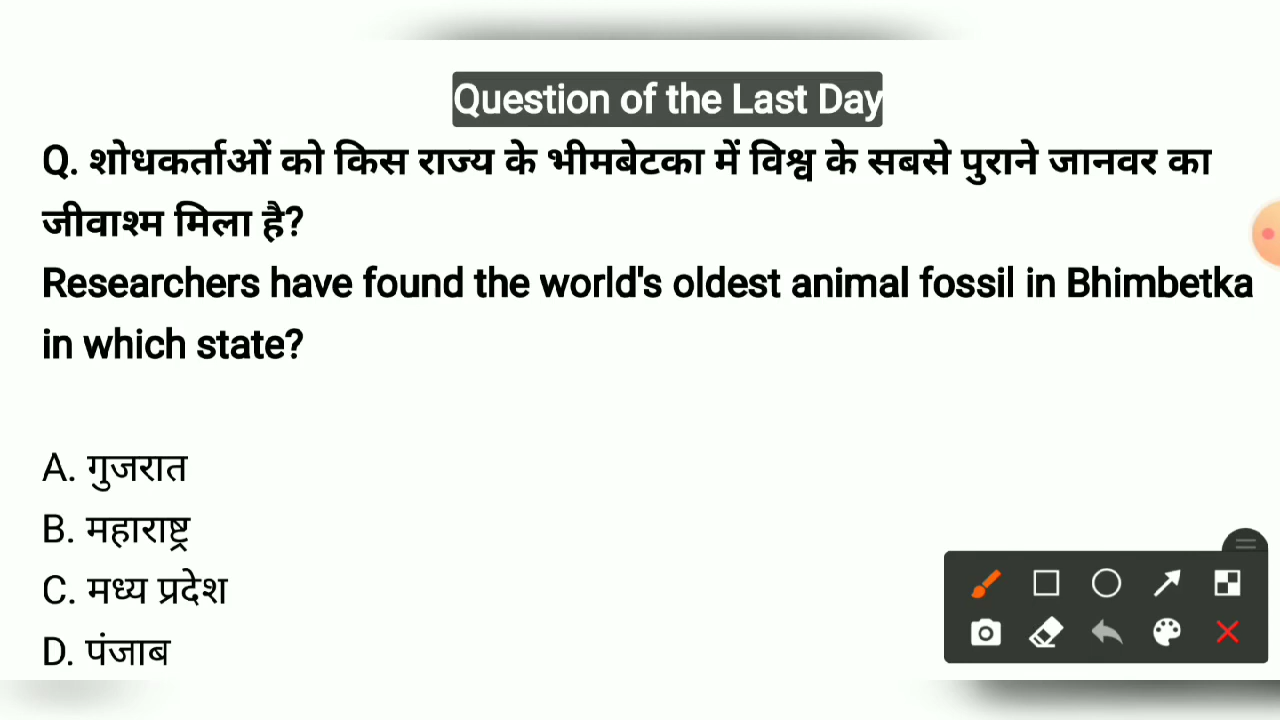 Question of the Last Day
Q. शोधकर्ताओं को किस राज्य के भीमबेटका में विश्व के सबसे पुराने जानवर का
जीवाश्म मिला है?
Researchers have found the world's oldest animal fossil in Bhimbetka
in which state?
A. गुजरात
B. महाराष्ट्र
C. मध्य प्रदेश
D. पंजाब